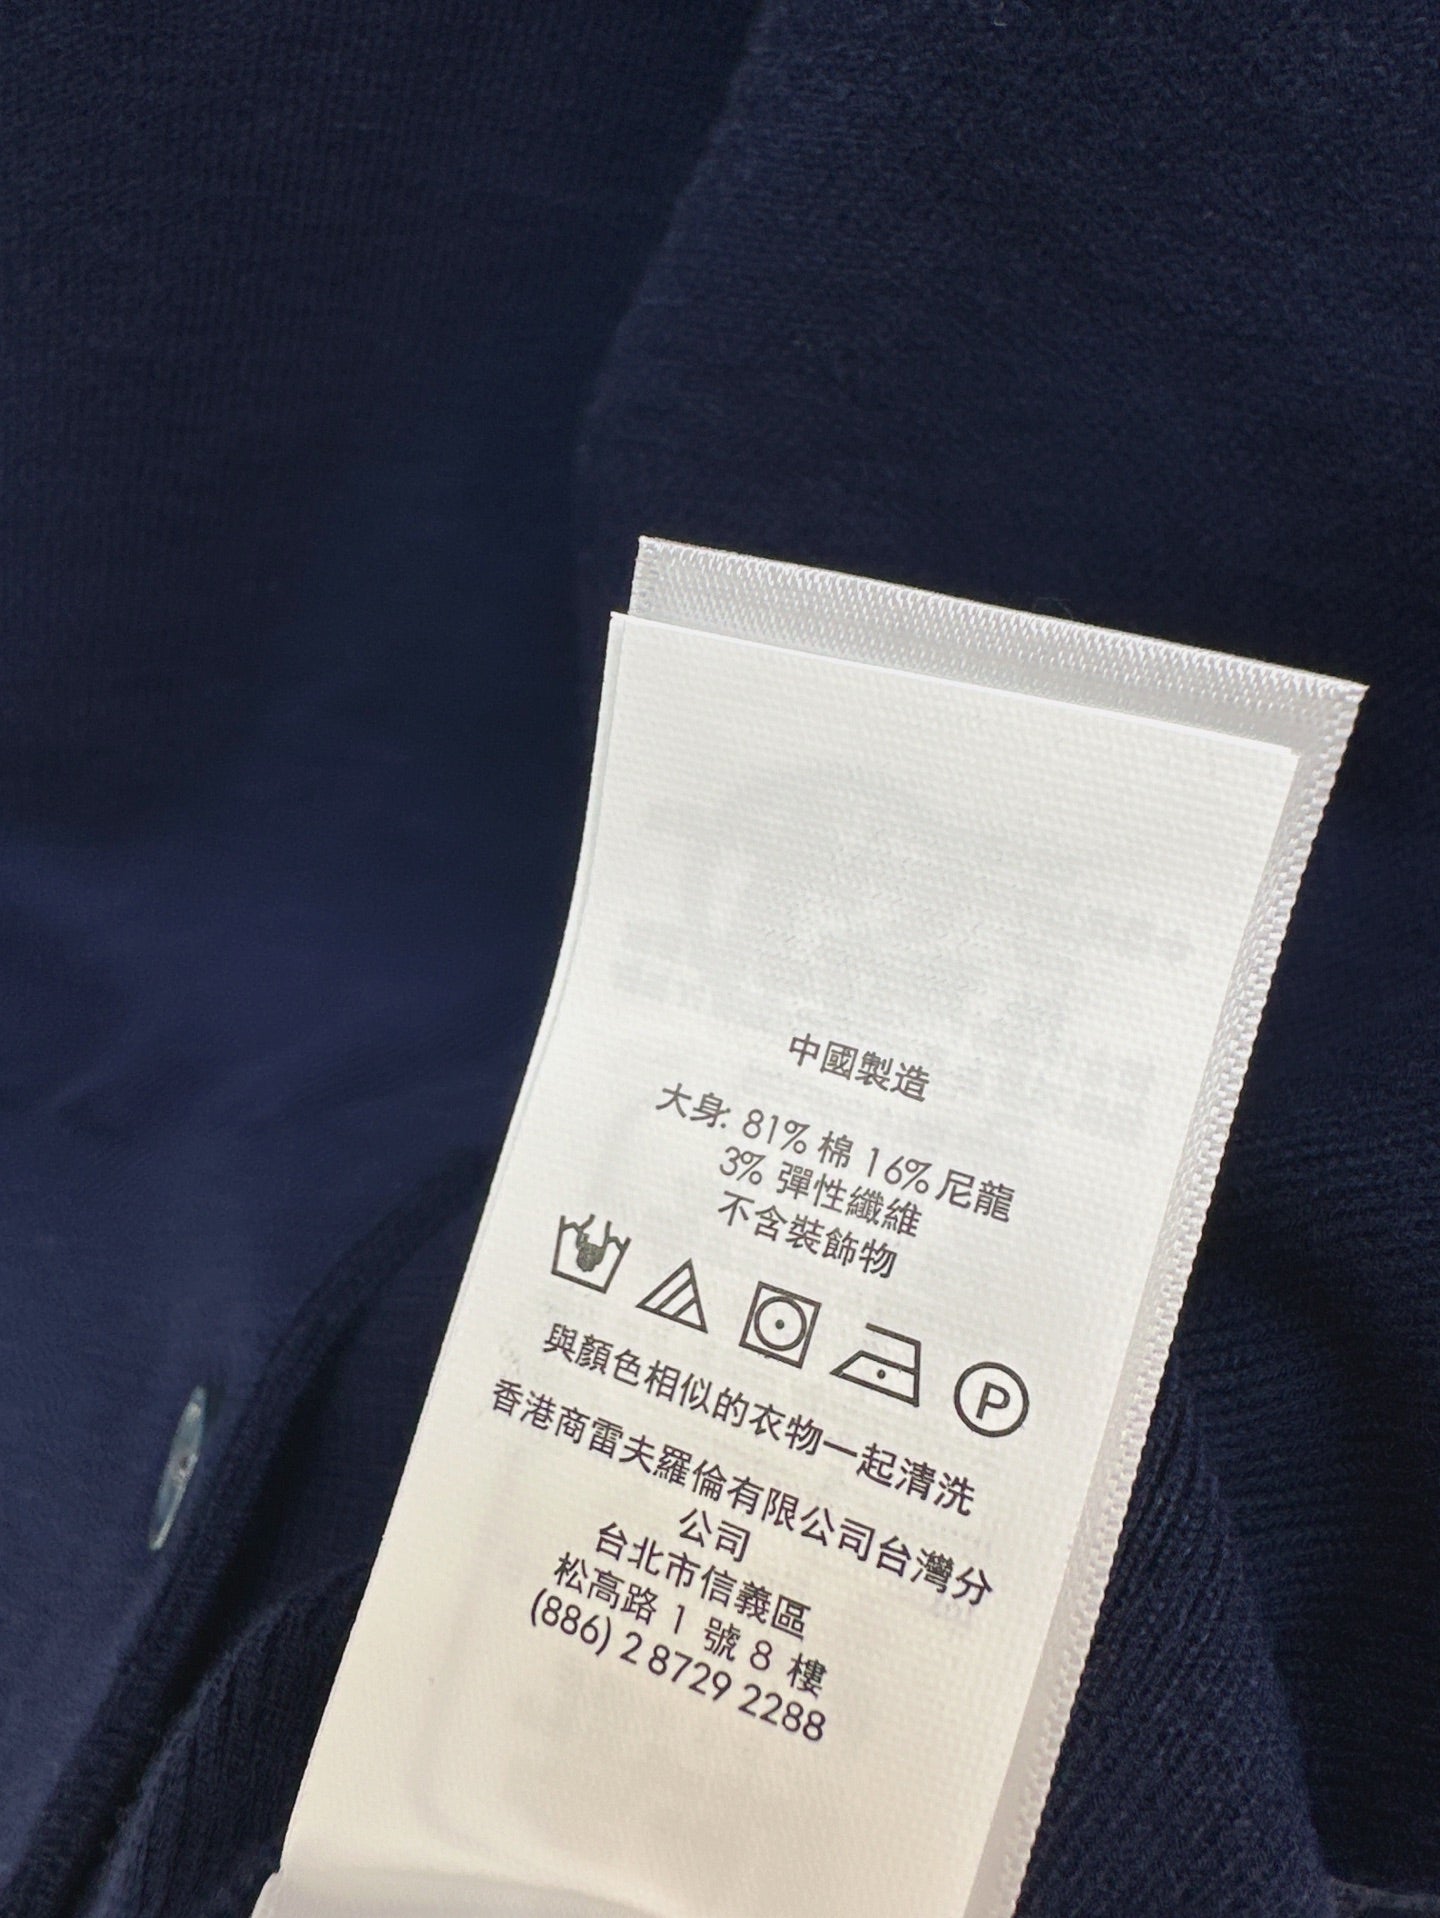 中國製造
大身: 81% 棉 16% 尼龍
3% 彈性纖維
不含裝飾物
P
與顏色相似的衣物一起清洗
香港商雷夫羅倫有限公司台灣分
公司
台北市信義區
松高路 1 號 8 樓
(886) 2 8729 2288